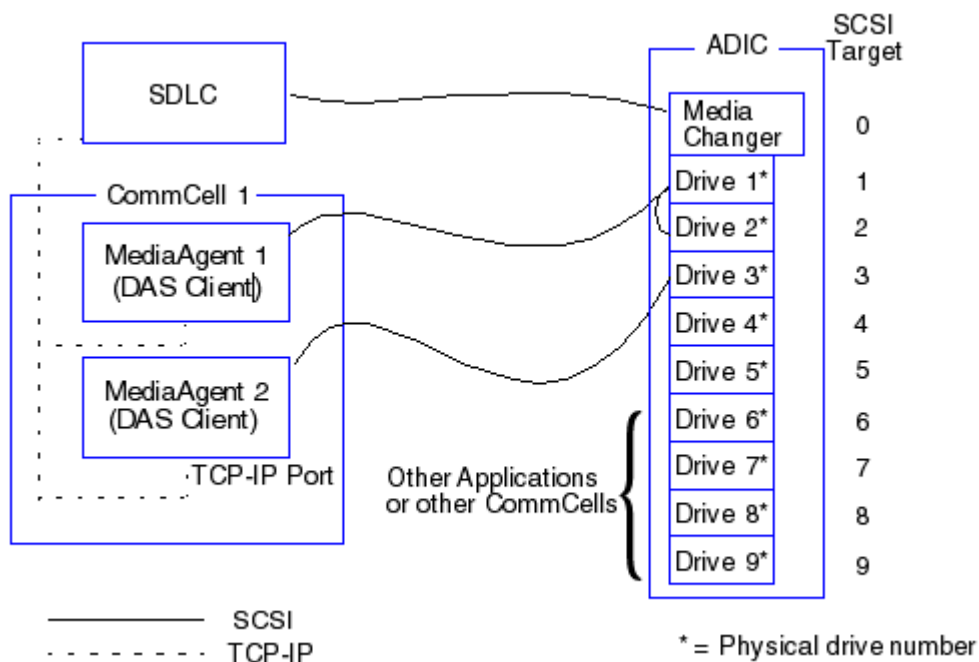 SCSI
Target
ADIC
SDLC
Media
Changer
0
CommCell 1
Drive 1*
1
MediaAgent 1
(DAS Client)
Drive 2*
2
Drive 3*
3
Drive 4*
4
MediaAgent 2
(DAS Client)
Drive 5*
5
Drive 6*
6
TCP-IP Port
Other Applications
or other CommCells
Drive 7*
7
Drive 8*
8
Drive 9*
9
SCSI
TCP-IP
* = Physical drive number